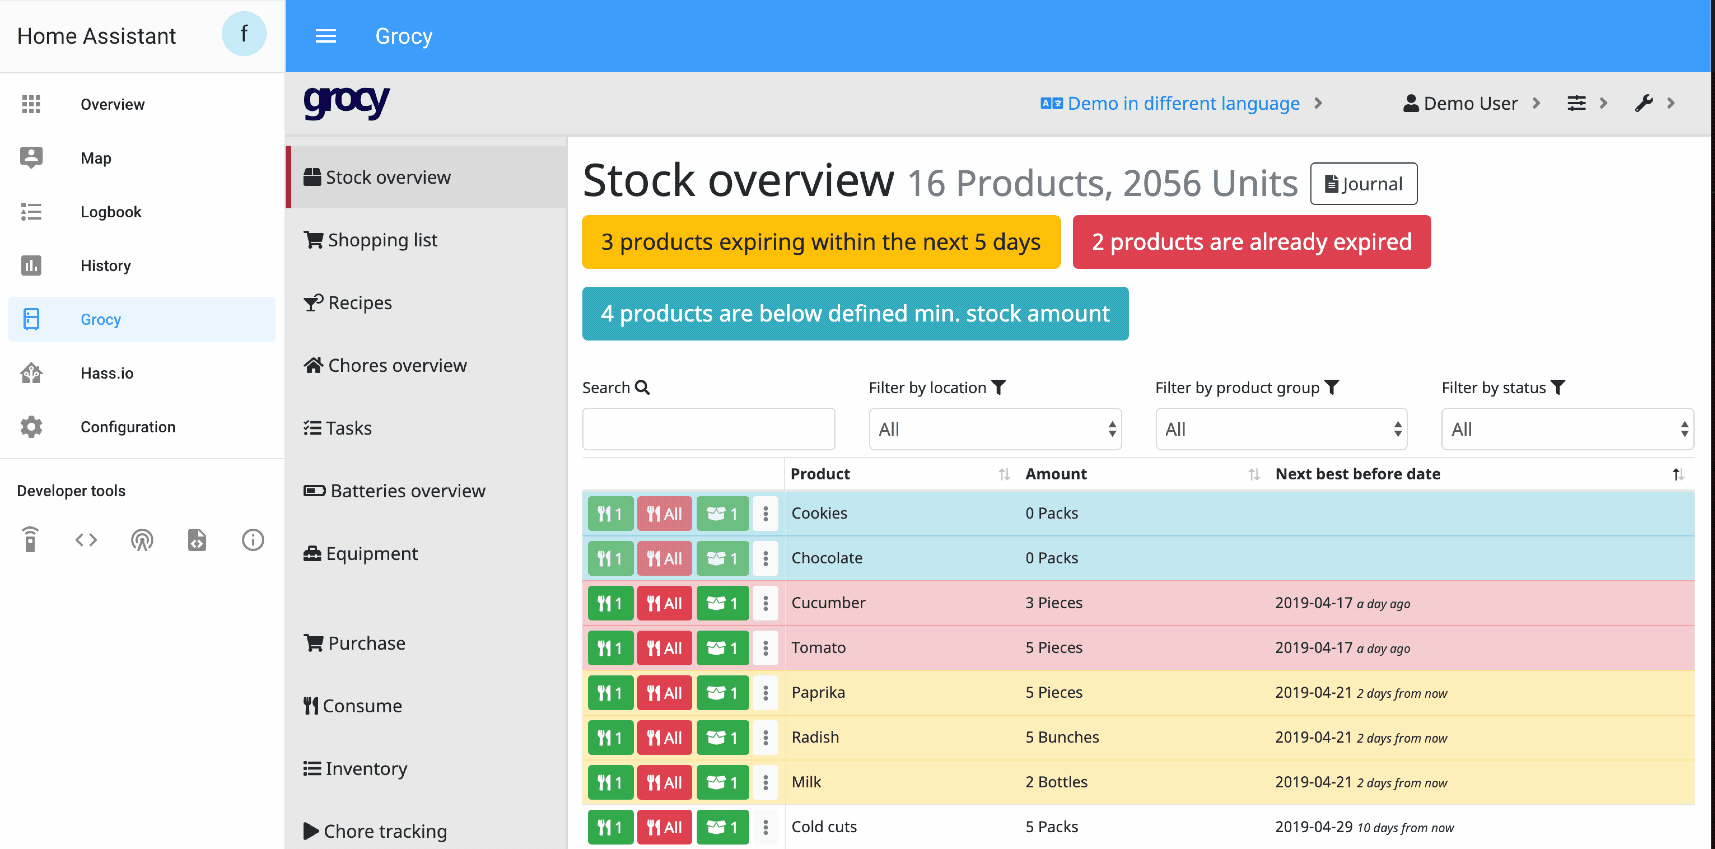 Home Assistant
f
Grocy
Overview
Map
Logbook
History
Grocy
Hass.io
Configuration
Developer tools
grocy
Demo in different language
Demo User
Stock overview
Shopping list
Recipes
Chores overview
Tasks
Batteries overview
Equipment
Purchase
Consume
Inventory
Chore tracking
Stock overview 16 Products, 2056 Units Journal
3 products expiring within the next 5 days 2 products are already expired
4 products are below defined min. stock amount
Search Filter by location Filter by product group Filter by status
All All All
Product Amount Next best before date
1 All 1 Cookies 0 Packs
1 All 1 Chocolate 0 Packs
1 All 1 Cucumber 3 Pieces 2019-04-17 a day ago
1 All 1 Tomato 5 Pieces 2019-04-17 a day ago
1 All 1 Paprika 5 Pieces 2019-04-21 2 days from now
1 All 1 Radish 5 Bunches 2019-04-21 2 days from now
1 All 1 Milk 2 Bottles 2019-04-21 2 days from now
1 All 1 Cold cuts 5 Packs 2019-04-29 10 days from now